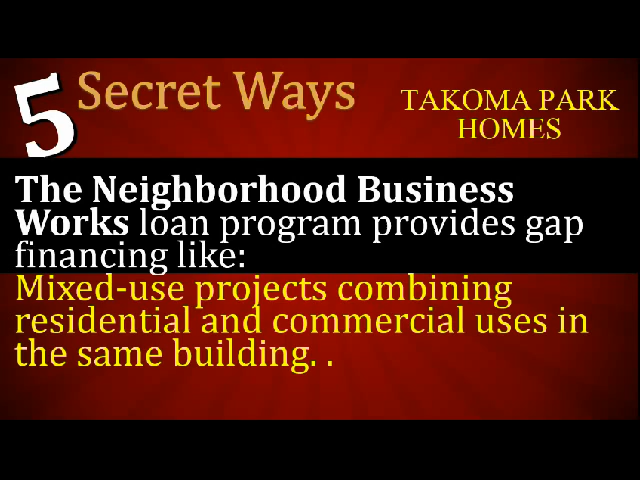 5 Secret Ways
TAKOMA PARK
HOMES
The Neighborhood Business
Works loan program provides gap
financing like:
Mixed-use projects combining
residential and commercial uses in
the same building. .